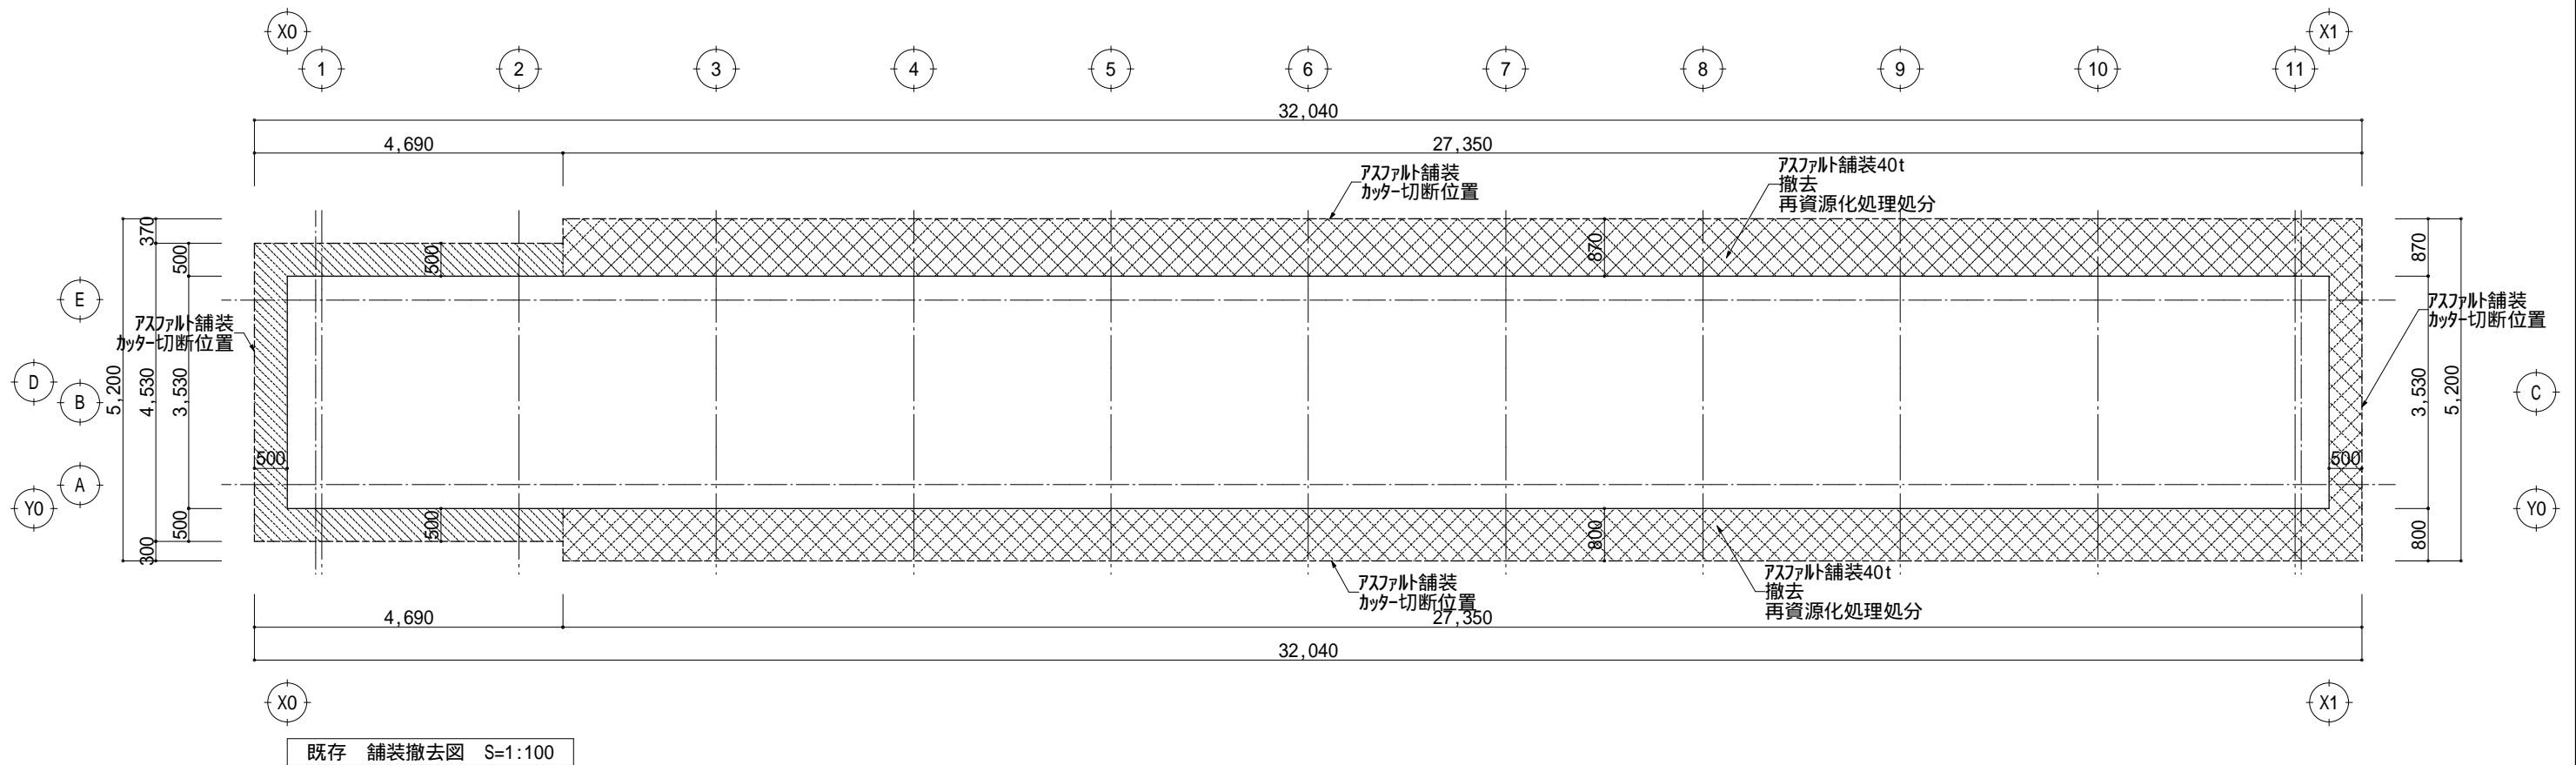 X0
X1
1
2
3
4
5
6
7
8
9
10
11
32,040
4,690
27,350
アスファルト舗装
カッター切断位置
アスファルト舗装40t
撤去
再資源化処理処分
370
500
500
870
870
E
アスファルト舗装
カッター切断位置
アスファルト舗装
カッター切断位置
D
B
5,200
4,530
3,530
3,530
5,200
C
500
500
A
Y0
Y0
500
300
500
800
800
アスファルト舗装
カッター切断位置
アスファルト舗装40t
撤去
再資源化処理処分
4,690
27,350
32,040
X0
X1
既存 舗装撤去図 S=1:100